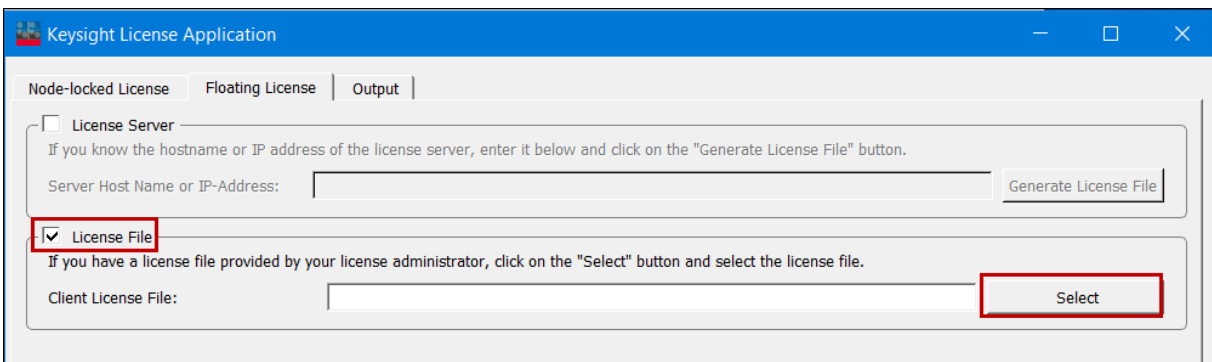 Keysight License Application
Node-locked License Floating License Output
License Server
If you know the hostname or IP address of the license server, enter it below and click on the "Generate License File" button.
Server Host Name or IP-Address: Generate License File
License File
If you have a license file provided by your license administrator, click on the "Select" button and select the license file.
Client License File: Select